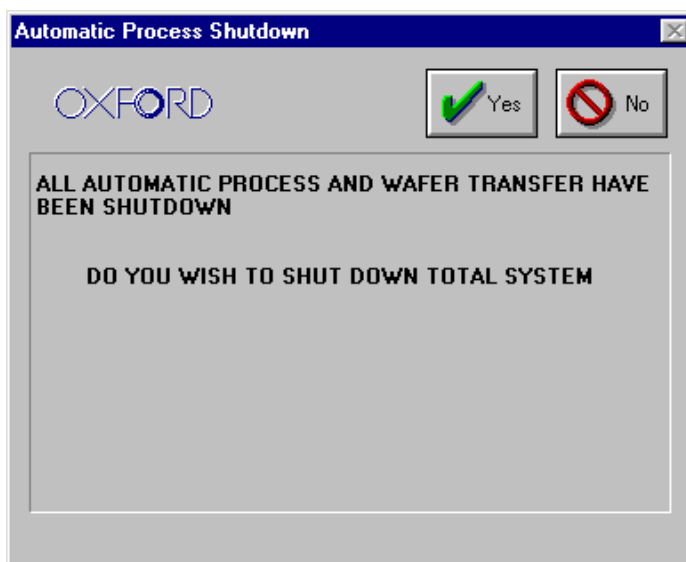 Automatic Process Shutdown
OXFORD
Yes
No
ALL AUTOMATIC PROCESS AND WAFER TRANSFER HAVE
BEEN SHUTDOWN
DO YOU WISH TO SHUT DOWN TOTAL SYSTEM